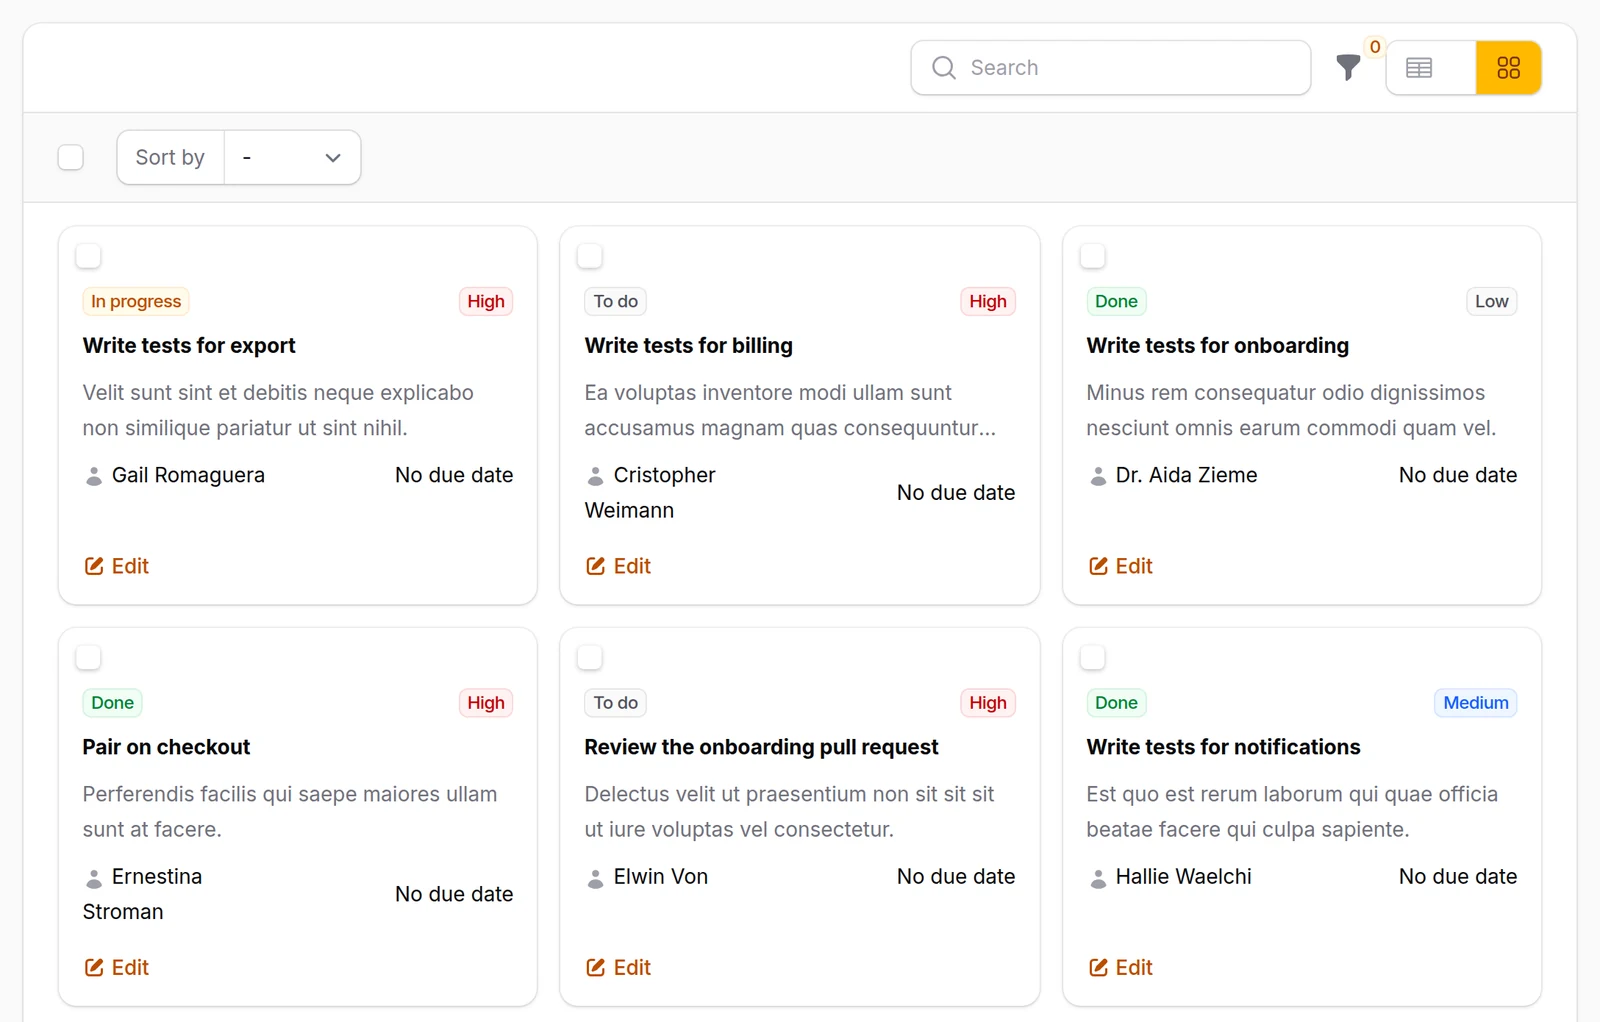 Search
0
Sort by
-
In progress
High
Write tests for export
Velit sunt sint et debitis neque explicabo
non similique pariatur ut sint nihil.
Gail Romaguera
No due date
Edit
To do
High
Write tests for billing
Ea voluptas inventore modi ullam sunt
accusamus magnam quas consequuntur...
Cristopher
Weimann
No due date
Edit
Done
Low
Write tests for onboarding
Minus rem consequatur odio dignissimos
nesciunt omnis earum commodi quam vel.
Dr. Aida Zieme
No due date
Edit
Done
High
Pair on checkout
Perferendis facilis qui saepe maiores ullam
sunt at facere.
Ernestina
Stroman
No due date
Edit
To do
High
Review the onboarding pull request
Delectus velit ut praesentium non sit sit sit
ut iure voluptas vel consectetur.
Elwin Von
No due date
Edit
Done
Medium
Write tests for notifications
Est quo est rerum laborum qui quae officia
beatae facere qui culpa sapiente.
Hallie Waelchi
No due date
Edit